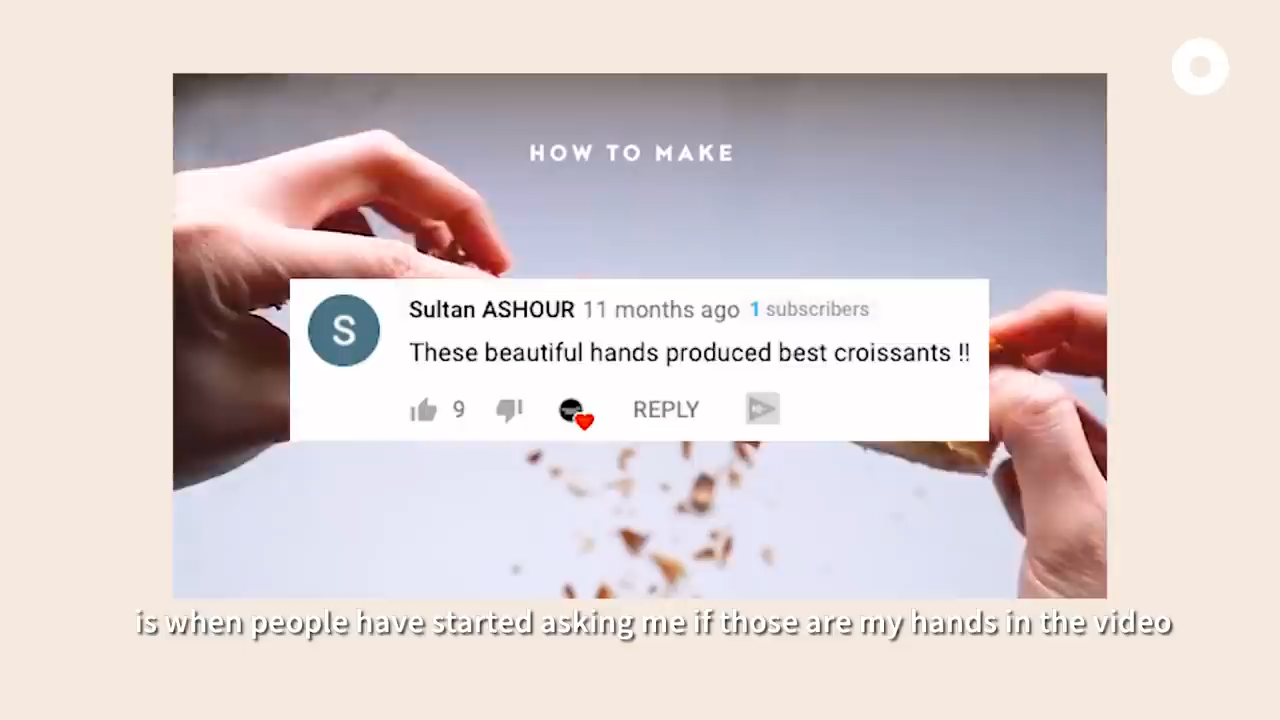 HOW TO MAKE
S
Sultan ASHOUR 11 months ago 1 subscribers
These beautiful hands produced best croissants !!
9 REPLY
is when people have started asking me if those are my hands in the video